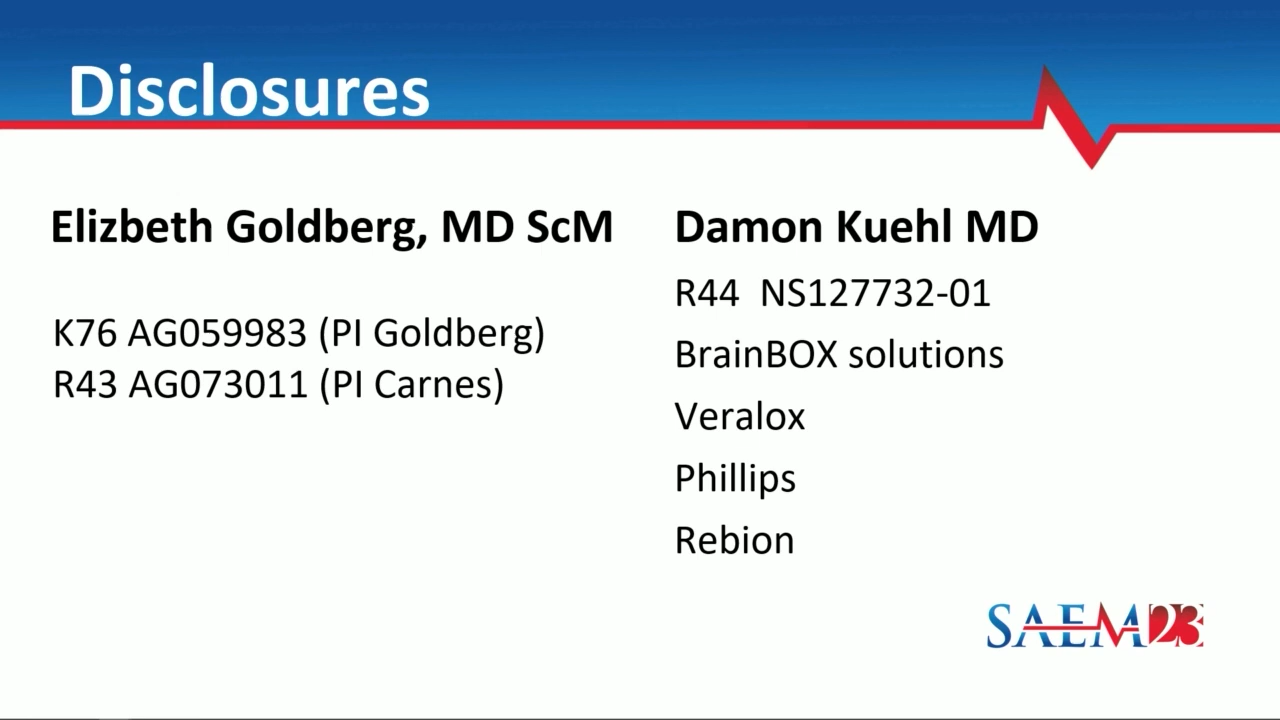 Disclosures
Elizbeth Goldberg, MD ScM
K76 AG059983 (PI Goldberg)
R43 AG073011 (PI Carnes)
Damon Kuehl MD
R44  NS127732-01
BrainBOX solutions
Veralox
Phillips
Rebion
SAEM23